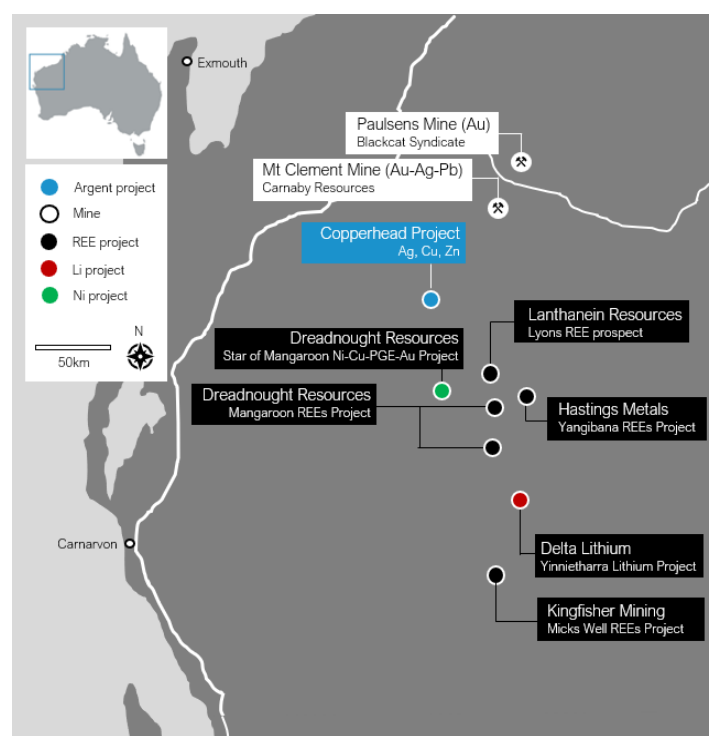 Exmouth
Paulsens Mine (Au)
Blackcat Syndicate
Mt Clement Mine (Au-Ag-Pb)
Carnaby Resources
Argent project
Mine
REE project
Li project
Ni project
N
50km
Copperhead Project
Ag, Cu, Zn
Lanthanein Resources
Lyons REE prospect
Dreadnought Resources
Star of Mangaroon Ni-Cu-PGE-Au Project
Dreadnought Resources
Mangaroon REEs Project
Hastings Metals
Yangibana REEs Project
Carnarvon
Delta Lithium
Yinnietharra Lithium Project
Kingfisher Mining
Micks Well REEs Project